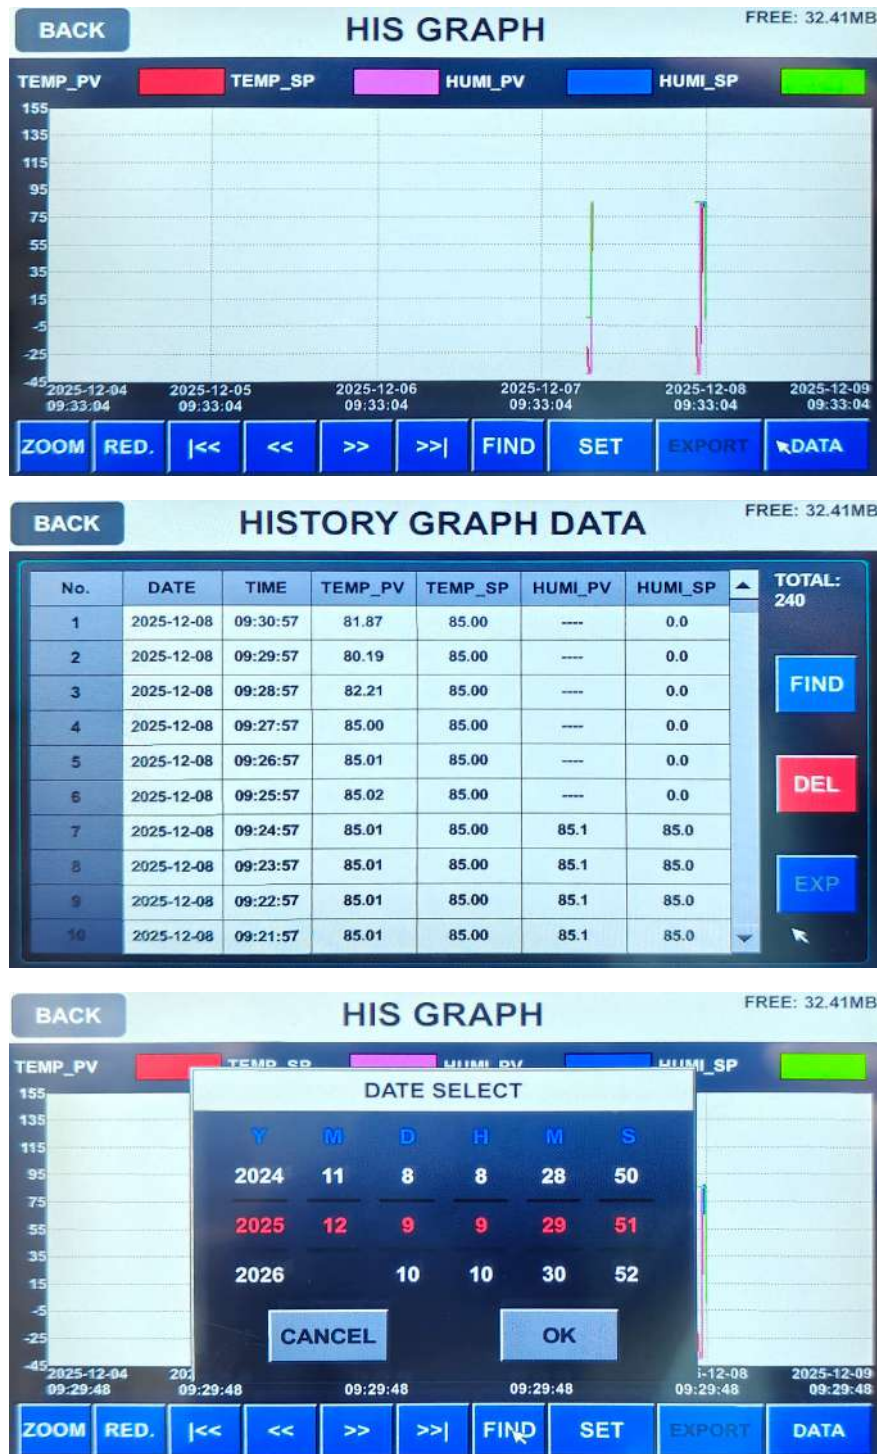 BACK HIS GRAPH FREE: 32.41MB
TEMP_PV TEMP_SP HUMI_PV HUMI_SP
155
135
115
95
75
55
35
15
-5
-25
-45
2025-12-04 2025-12-05 2025-12-06 2025-12-07 2025-12-08 2025-12-09
09:33:04 09:33:04 09:33:04 09:33:04 09:33:04 09:33:04
ZOOM RED. |<< << >> >>| FIND SET EXPORT DATA
BACK HISTORY GRAPH DATA FREE: 32.41MB
No. DATE TIME TEMP_PV TEMP_SP HUMI_PV HUMI_SP TOTAL:
240
1 2025-12-08 09:30:57 81.87 85.00 ---- 0.0
2 2025-12-08 09:29:57 80.19 85.00 ---- 0.0
3 2025-12-08 09:28:57 82.21 85.00 ---- 0.0 FIND
4 2025-12-08 09:27:57 85.00 85.00 ---- 0.0
5 2025-12-08 09:26:57 85.01 85.00 ---- 0.0
6 2025-12-08 09:25:57 85.02 85.00 ---- 0.0 DEL
7 2025-12-08 09:24:57 85.01 85.00 85.1 85.0
8 2025-12-08 09:23:57 85.01 85.00 85.1 85.0
9 2025-12-08 09:22:57 85.01 85.00 85.1 85.0 EXP
10 2025-12-08 09:21:57 85.01 85.00 85.1 85.0
BACK HIS GRAPH FREE: 32.41MB
TEMP_PV TEMP_SP HUMI_PV HUMI_SP
DATE SELECT
Y M D H M S
2024 11 8 8 28 50
2025 12 9 9 29 51
2026 10 10 30 52
CANCEL OK
155
135
115
95
75
55
35
15
-5
-25
-45
2025-12-04 202 5-12-08 2025-12-09
09:29:48 09:29:48 09:29:48 09:29:48 09:29:48 09:29:48
ZOOM RED. |<< << >> >>| FIND SET EXPORT DATA